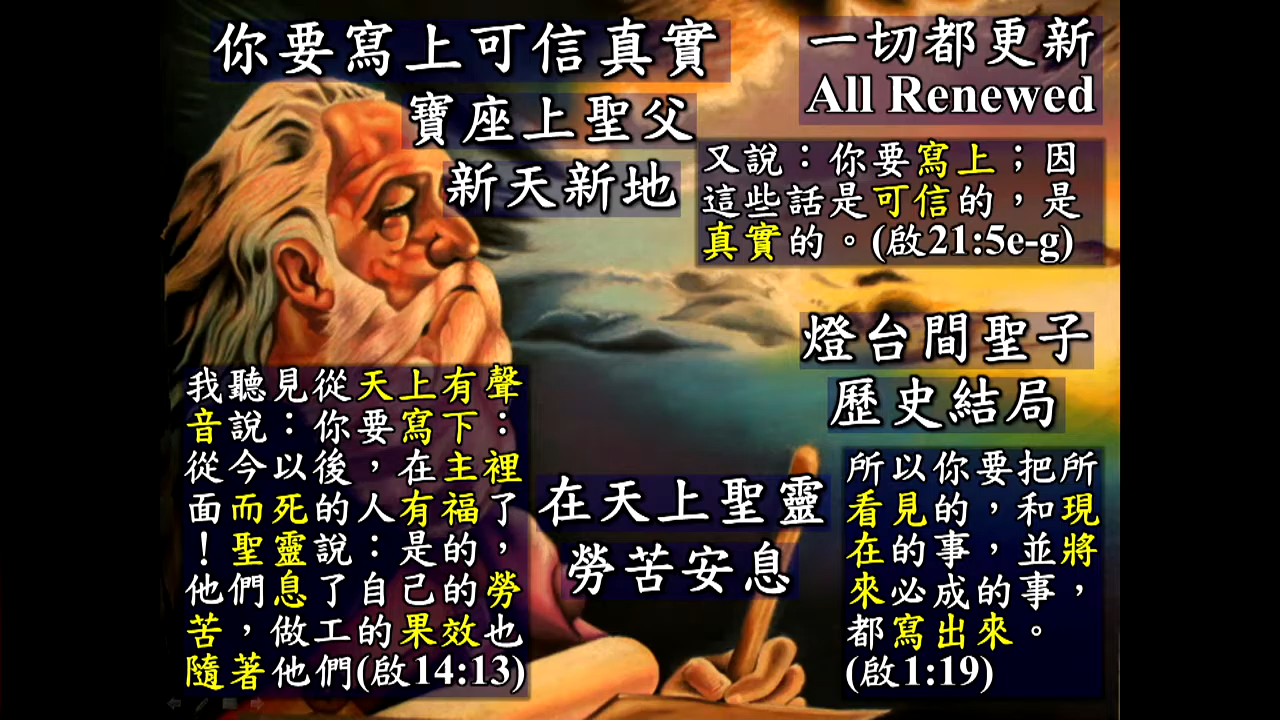 你要寫上可信真實
一切都更新
All Renewed
寶座上聖父
新天新地
又說：你要寫上；因
這些話是可信的，是
真實的。(啟21:5e-g)
燈台間聖子
歷史結局
我聽見從天上有聲
音說：你要寫下：
從今以後，在主裡
面而死的人有福了
！聖靈說：是的，
他們息了自己的勞
苦，做工的果效也
隨著他們(啟14:13)
在天上聖靈
勞苦安息
所以你要把所
看見的，和現
在的事，並將
來必成的事，
都寫出來。
(啟1:19)